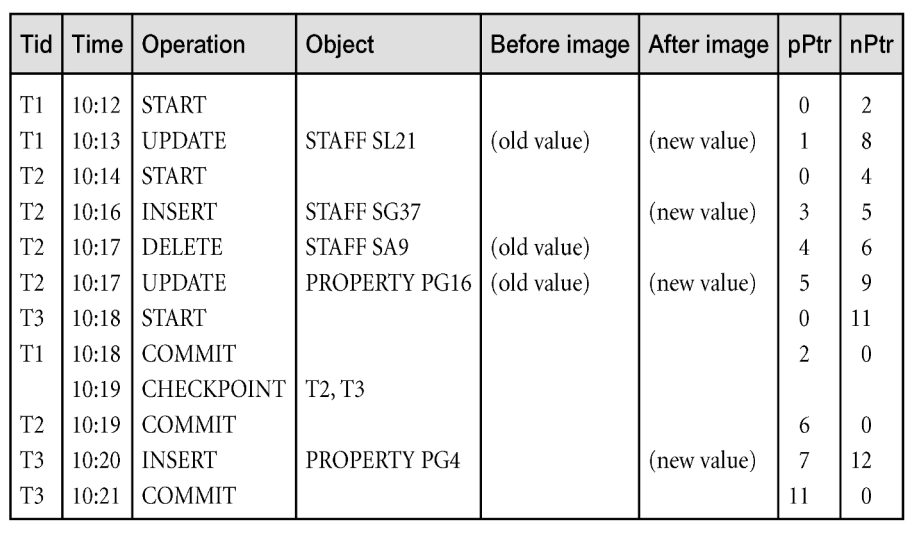 Tid Time Operation Object Before image After image pPtr nPtr
T1 10:12 START 0 2
T1 10:13 UPDATE STAFF SL21 (old value) (new value) 1 8
T2 10:14 START 0 4
T2 10:16 INSERT STAFF SG37 (new value) 3 5
T2 10:17 DELETE STAFF SA9 (old value) 4 6
T2 10:17 UPDATE PROPERTY PG16 (old value) (new value) 5 9
T3 10:18 START 0 11
T1 10:18 COMMIT 2 0
10:19 CHECKPOINT T2, T3
T2 10:19 COMMIT 6 0
T3 10:20 INSERT PROPERTY PG4 (new value) 7 12
T3 10:21 COMMIT 11 0